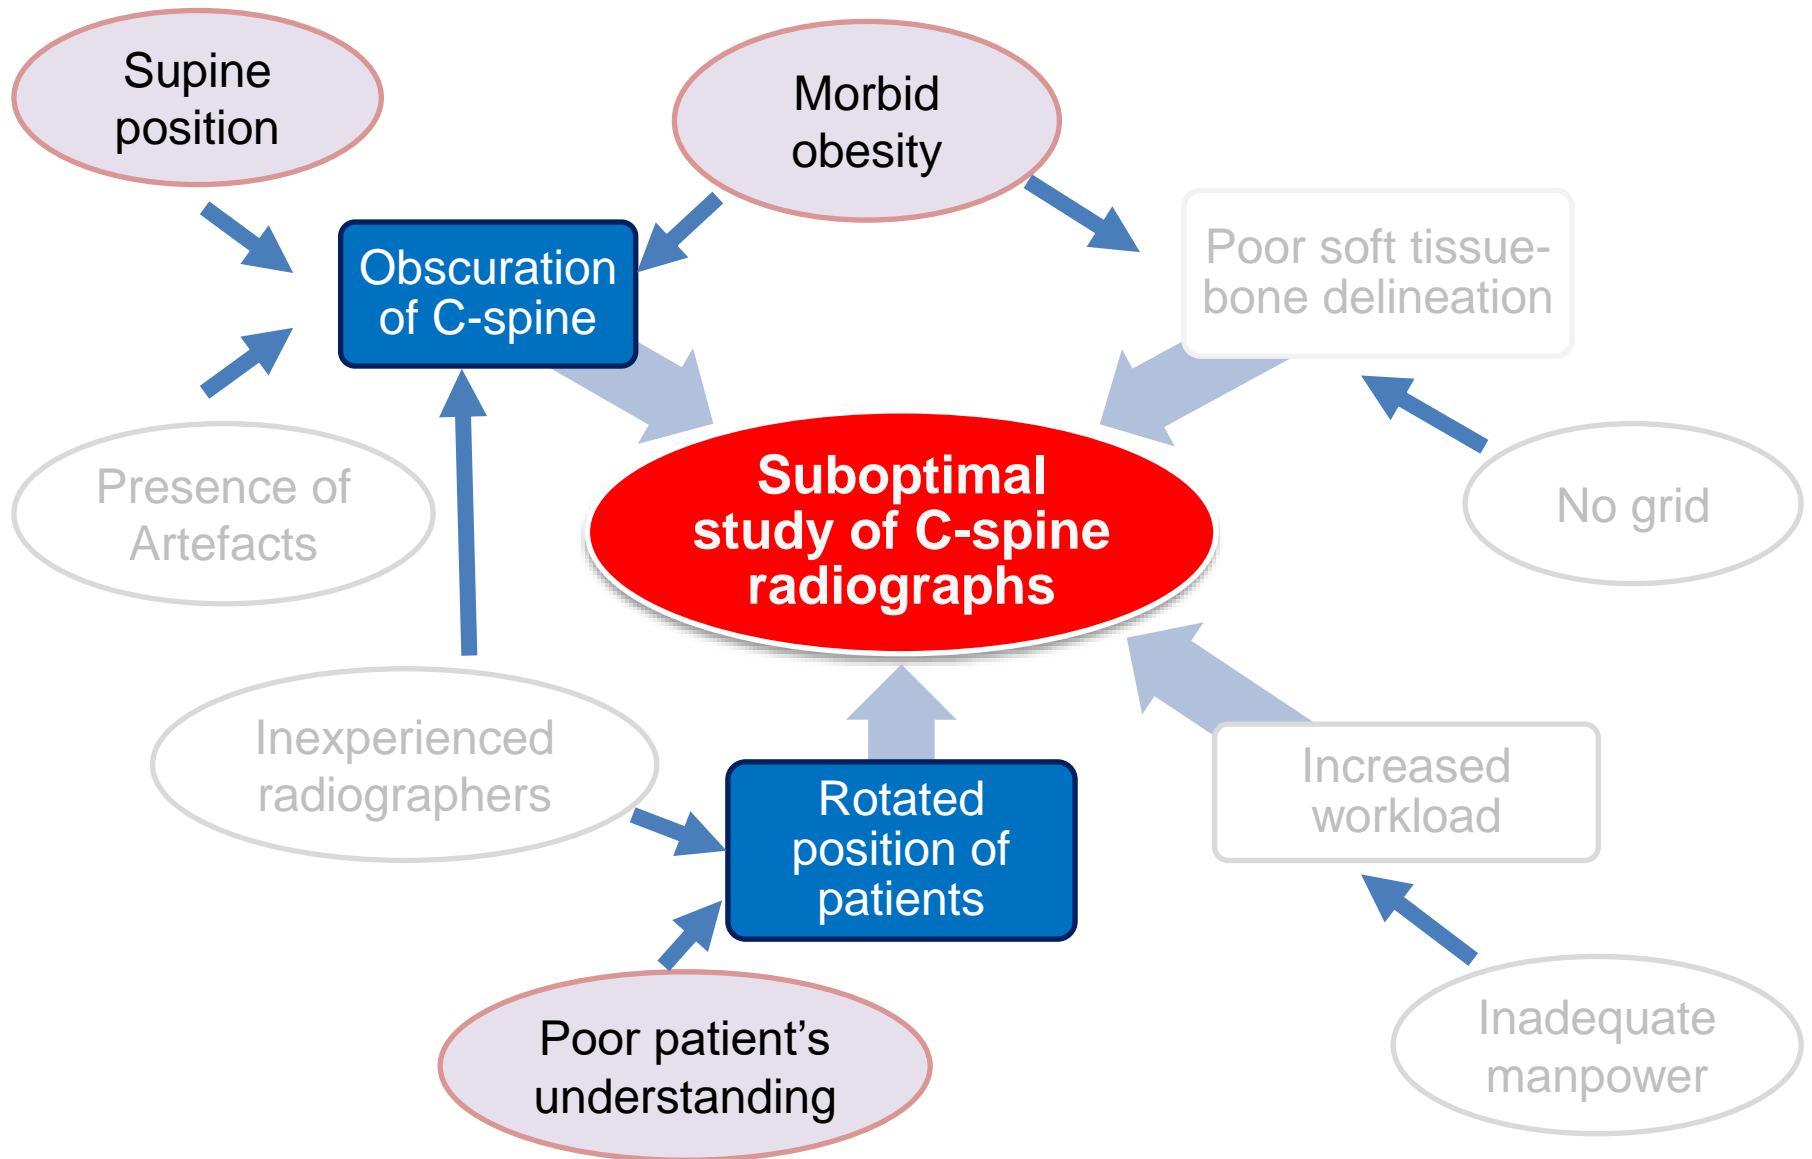 Supine
position
Morbid
obesity
Obscuration
of C-spine
Poor soft tissue-
bone delineation
Presence of
Artefacts
Suboptimal
study of C-spine
radiographs
No grid
Inexperienced
radiographers
Rotated
position of
patients
Increased
workload
Poor patient’s
understanding
Inadequate
manpower